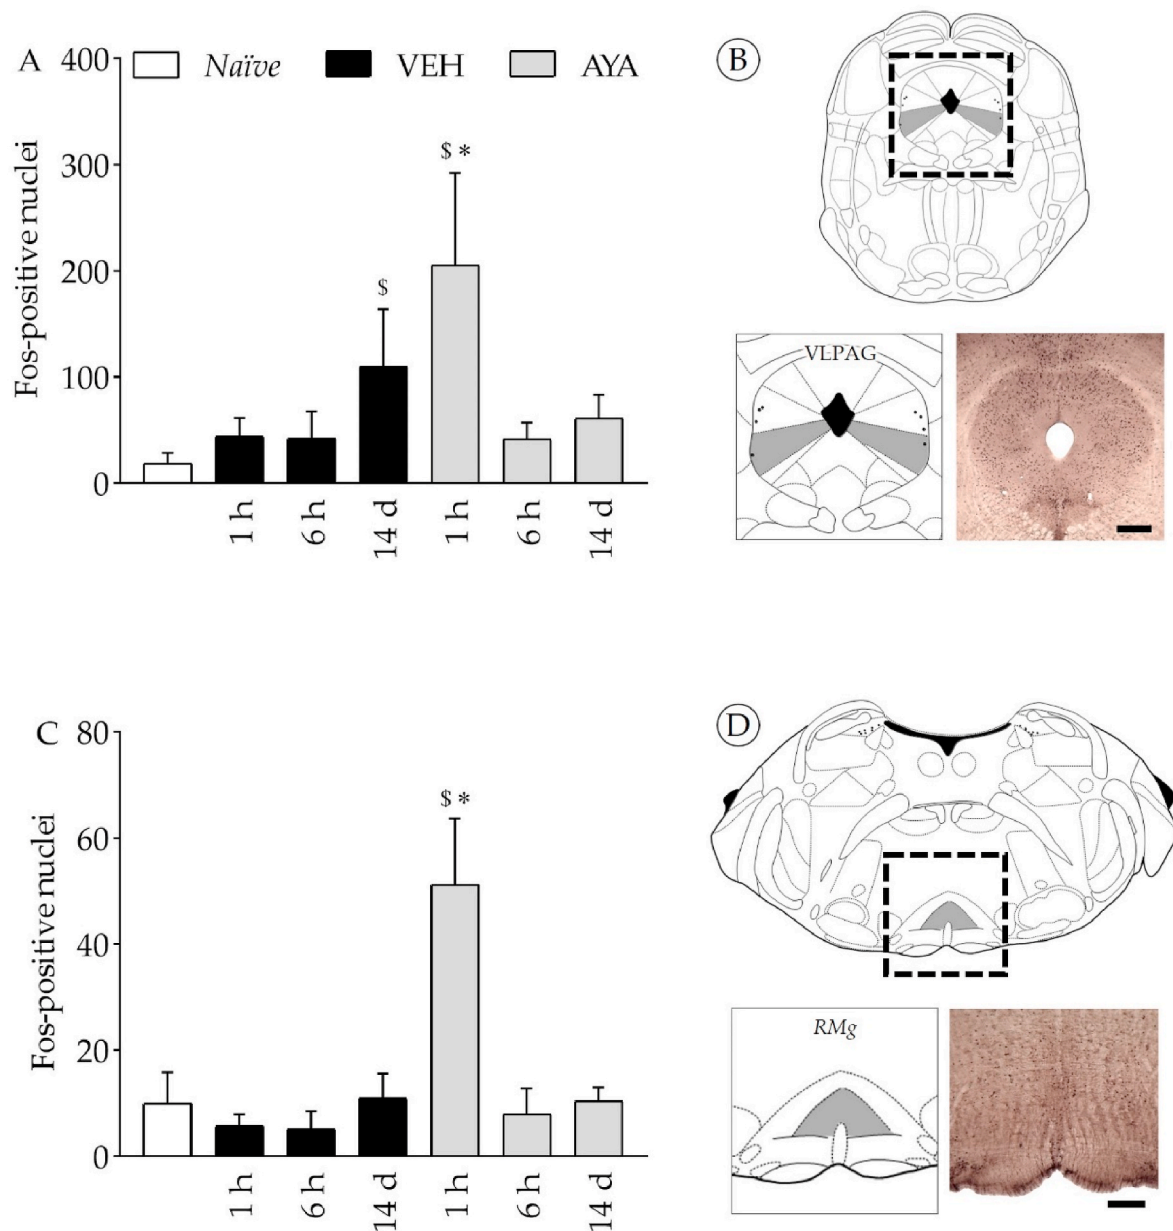 A
400
Naïve
VEH
AYA
300
$ *
200
$
100
0
Fos-positive nuclei
1 h
6 h
14 d
1 h
6 h
14 d
B
VLPAG
C
80
$ *
60
40
20
0
Fos-positive nuclei
1 h
6 h
14 d
1 h
6 h
14 d
D
RMg